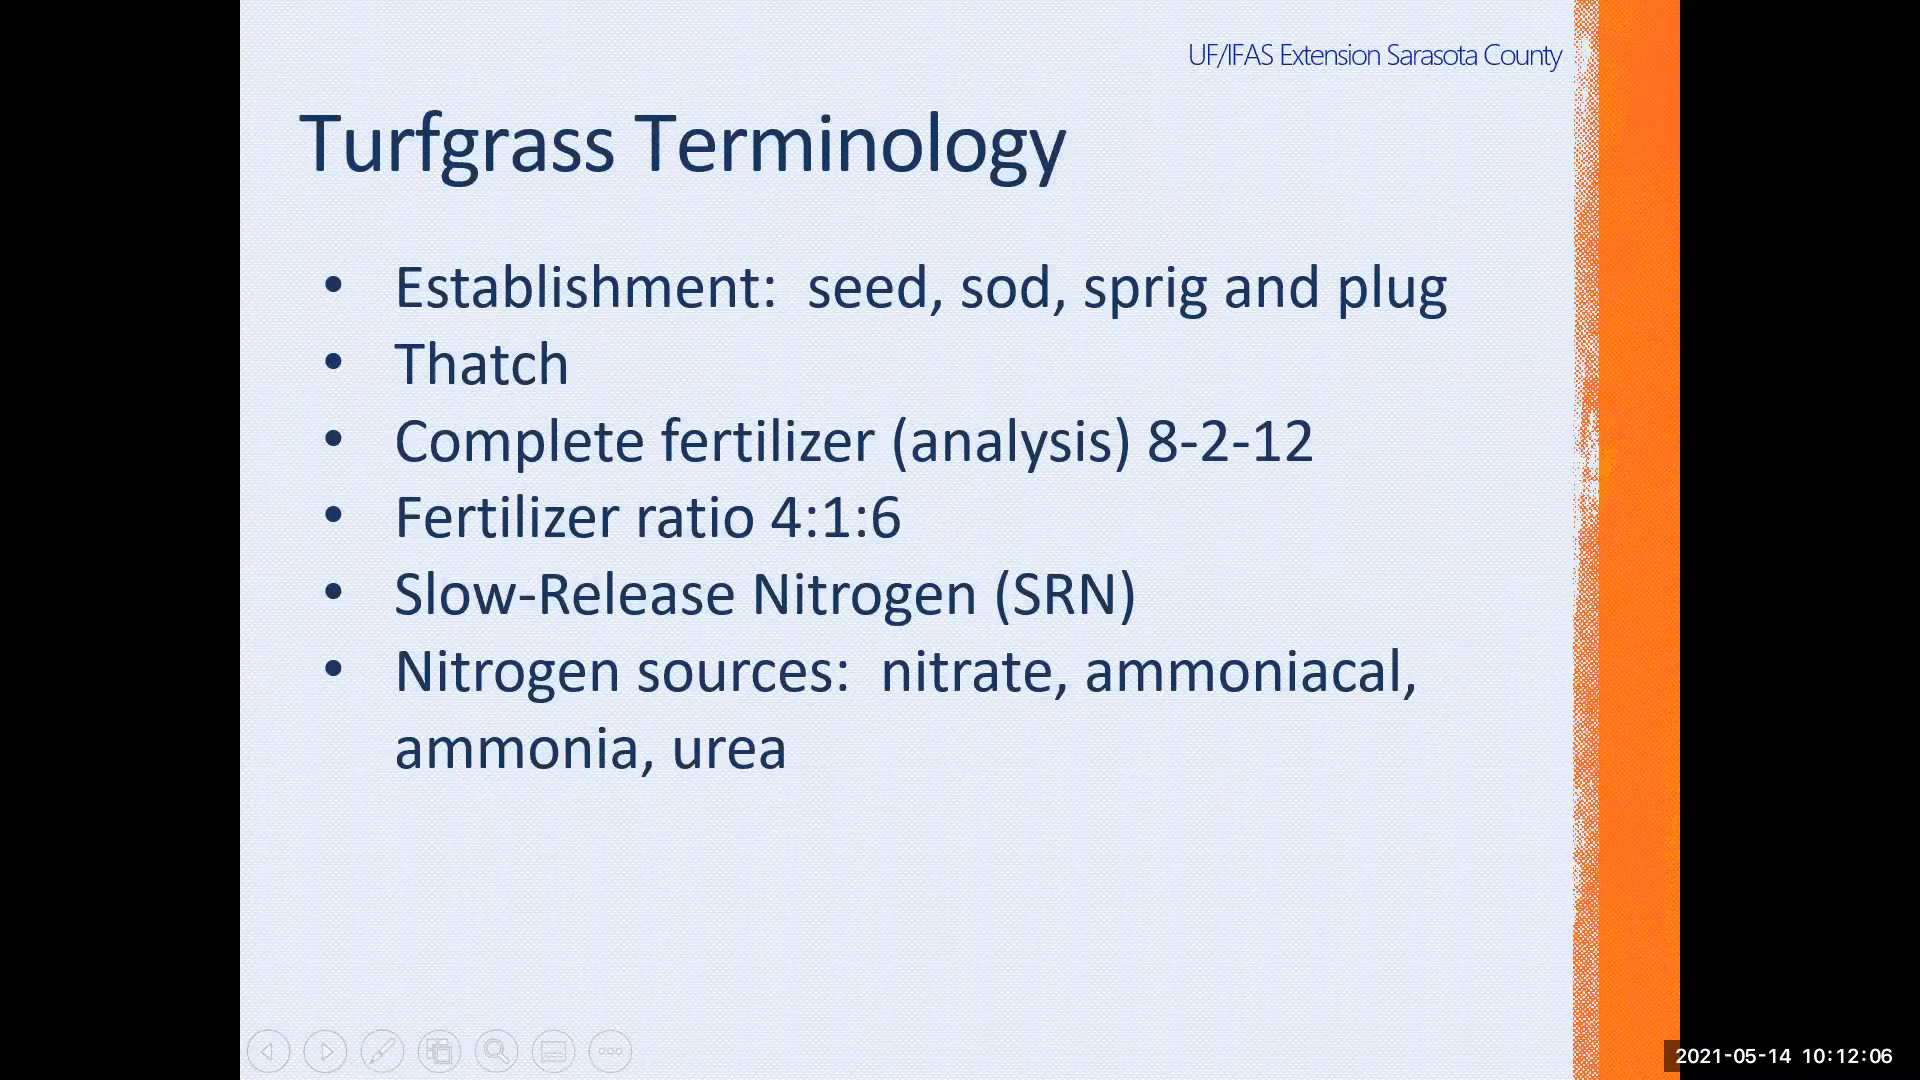 UF/IFAS Extension Sarasota County
Turfgrass Terminology
• Establishment:  seed, sod, sprig and plug
• Thatch
• Complete fertilizer (analysis) 8-2-12
• Fertilizer ratio 4:1:6
• Slow-Release Nitrogen (SRN)
• Nitrogen sources:  nitrate, ammoniacal,
ammonia, urea
2021-05-14 10:12:06